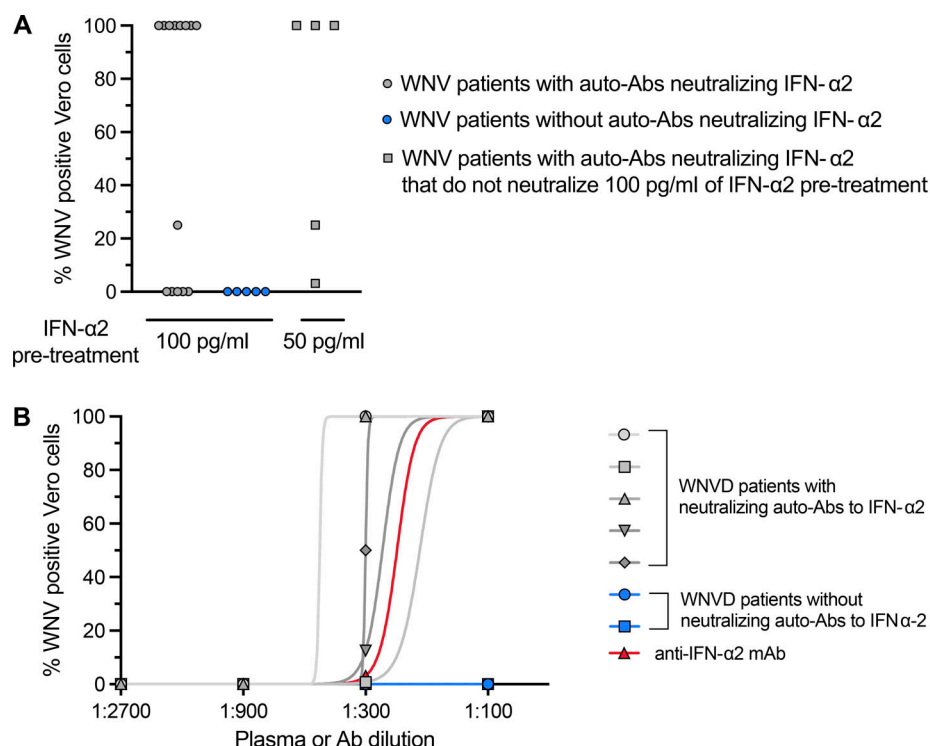 A
% WNV positive Vero cells
100
80
60
40
20
0
IFN-α2
pre-treatment
100 pg/ml
50 pg/ml
WNV patients with auto-Abs neutralizing IFN- α2
WNV patients without auto-Abs neutralizing IFN- α2
WNV patients with auto-Abs neutralizing IFN- α2
that do not neutralize 100 pg/ml of IFN-α2 pre-treatment
B
% WNV positive Vero cells
100
80
60
40
20
0
1:2700
1:900
1:300
1:100
Plasma or Ab dilution
WNVD patients with
neutralizing auto-Abs to IFN- α2
WNVD patients without
neutralizing auto-Abs to IFNα-2
anti-IFN-α2 mAb